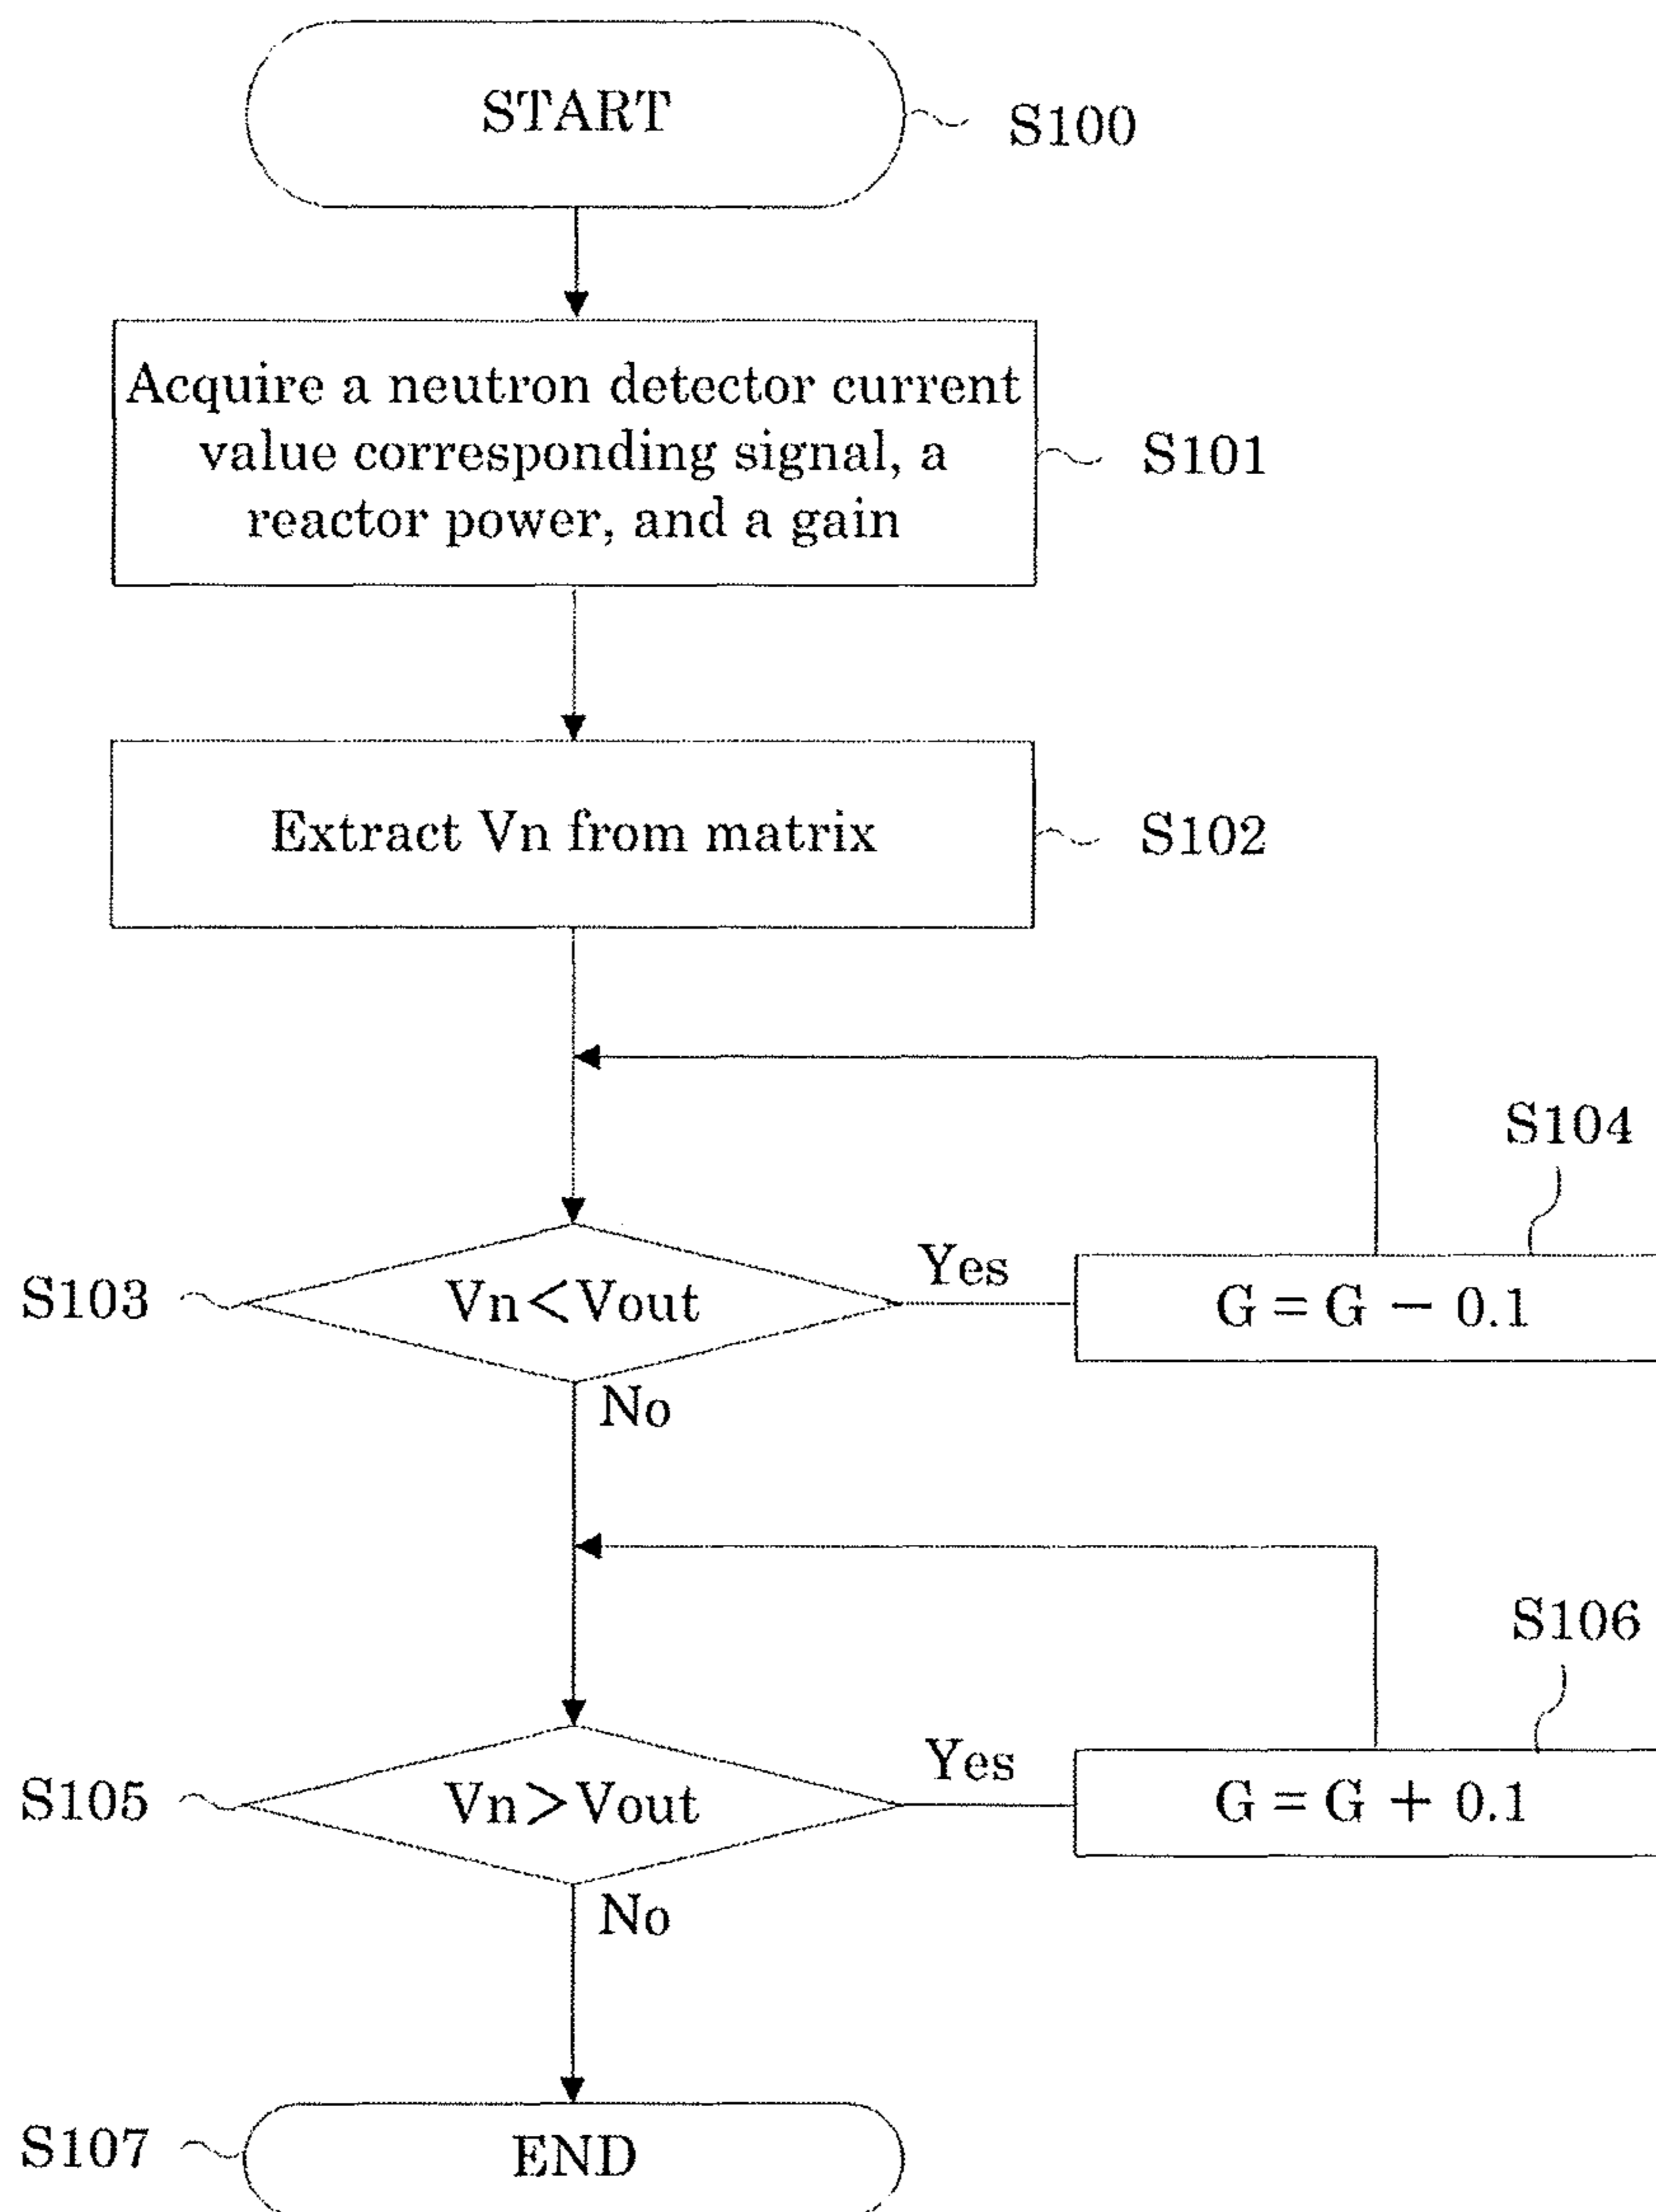 START
S100
Acquire a neutron detector current
value corresponding signal, a
reactor power, and a gain
S101
Extract Vn from matrix
S102
S104
S103
Vn<Vout
Yes
G = G − 0.1
No
S106
S105
Vn>Vout
Yes
G = G + 0.1
No
S107
END